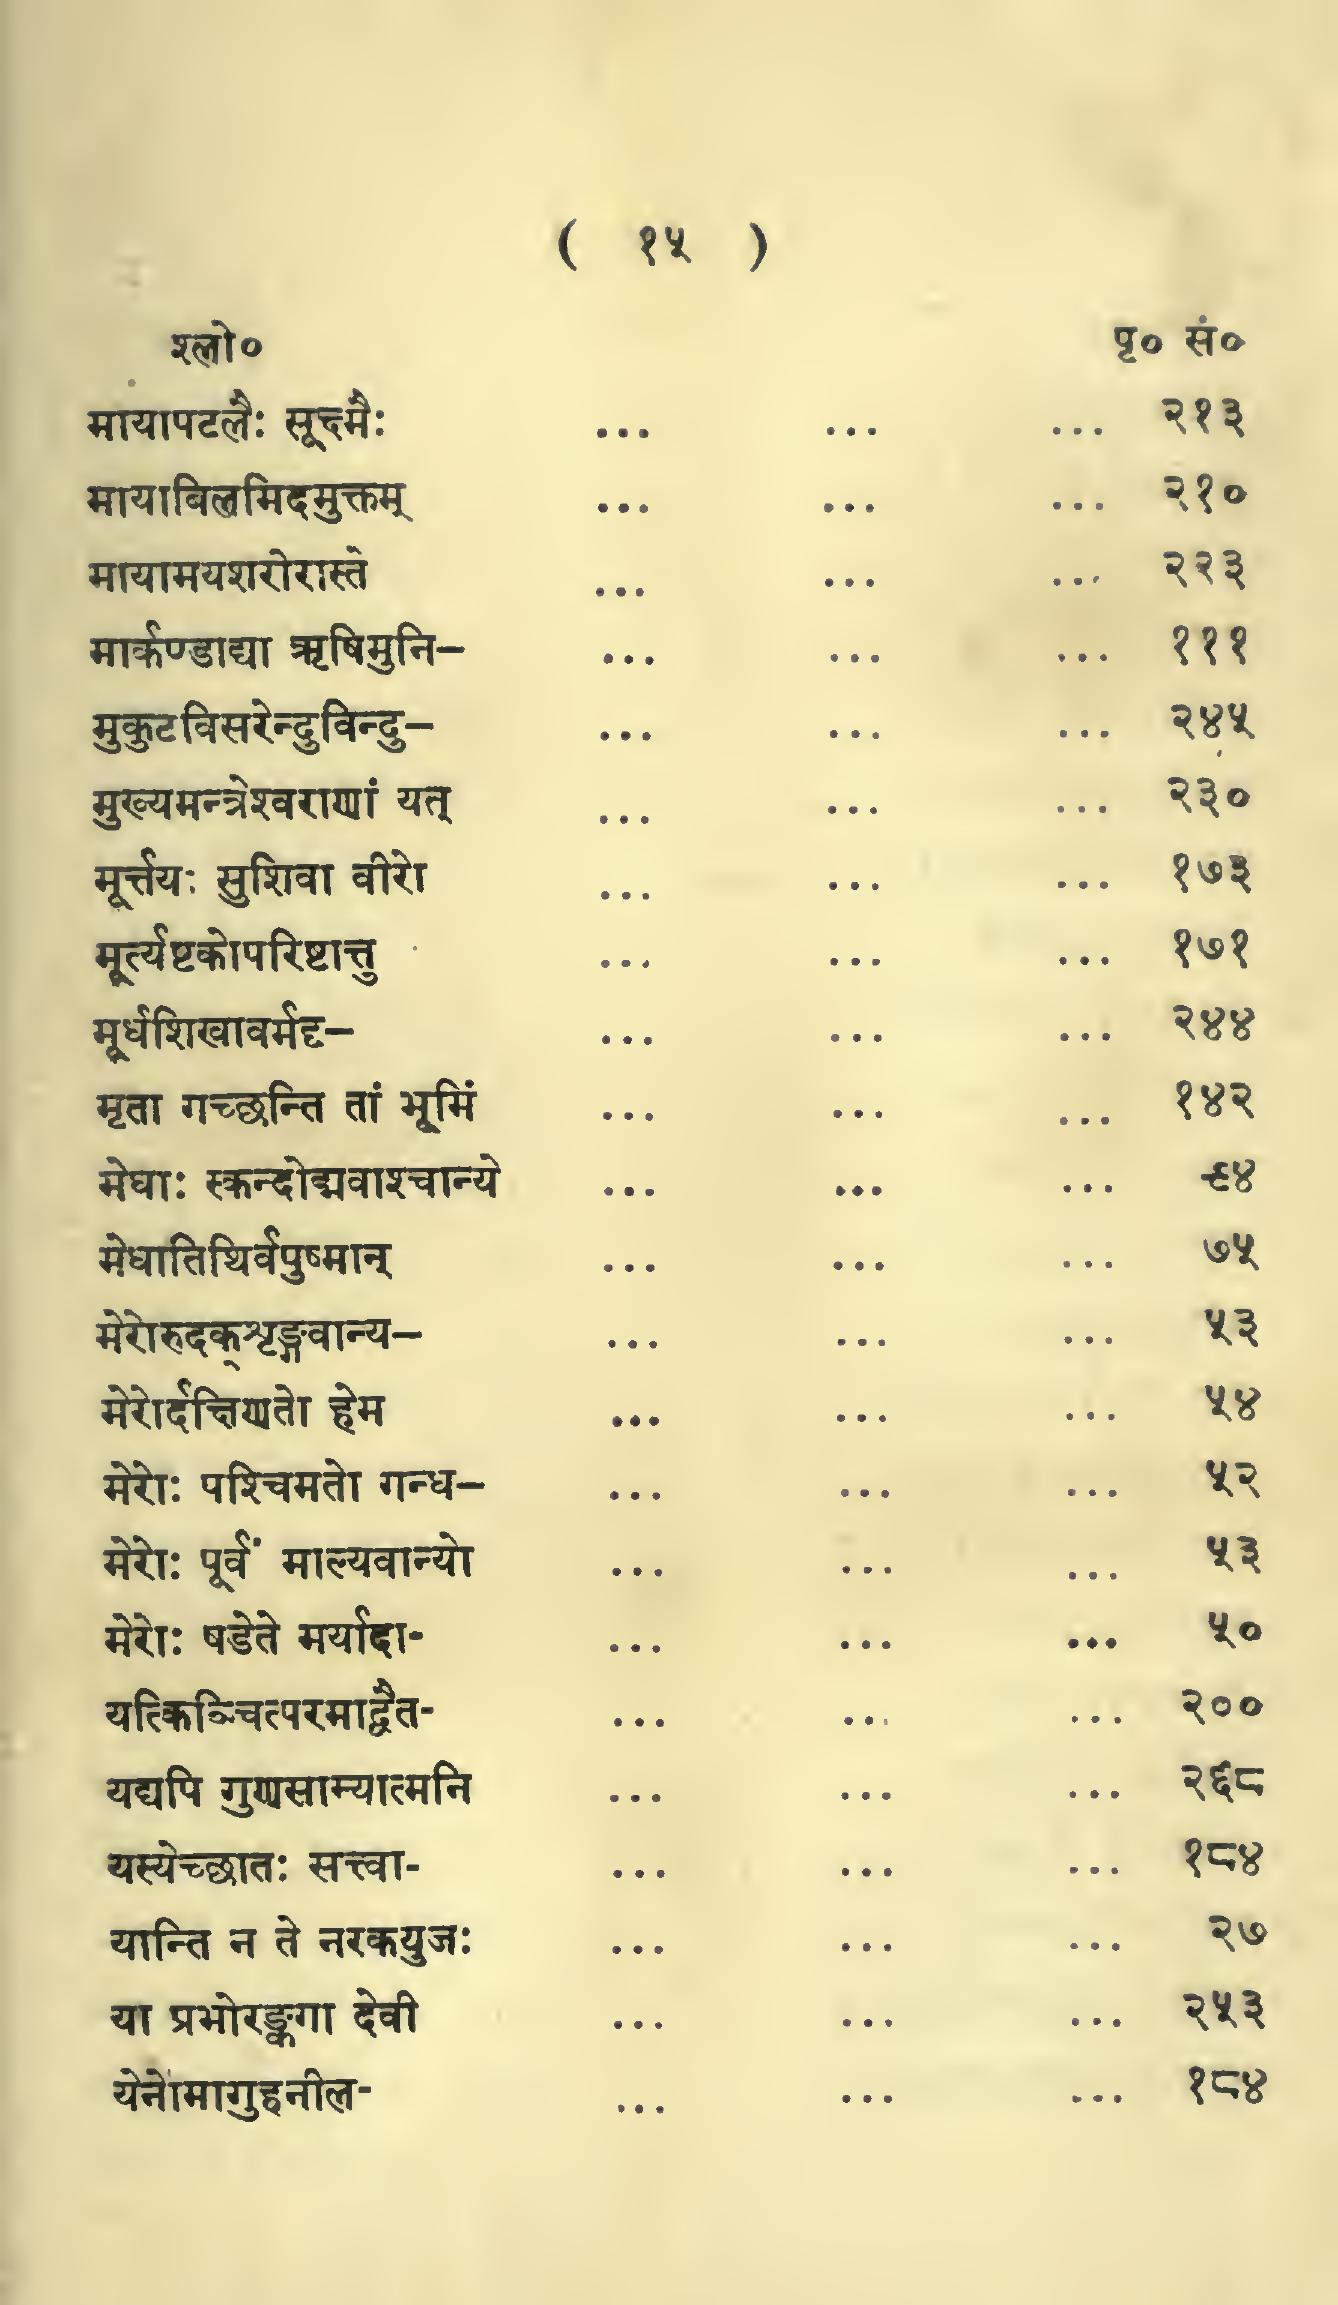 ( १५ )
श्लो० पृ० सं०
मायापटलैः सूक्ष्मैः ... ... ... २१३
मायाबिलमिदमुक्तम् ... ... ... २१०
मायामयशरीरास्ते ... ... ... २२३
मार्कण्डाद्या ऋषिमुनि— ... ... ... १११
मुकुटविसरेन्दुविन्दु— ... ... ... २४५
मुख्यमन्त्रेश्वराणां यत् ... ... ... २३०
मूर्त्तयः सुशिवा वीरो ... ... ... १७३
मूर्त्यष्टकोपरिष्टात्तु ... ... ... १७१
मूर्धशिखावर्मदृ— ... ... ... २४४
मृता गच्छन्ति तां भूमिं ... ... ... १४२
मेघाः स्कन्दोद्भवाश्चान्ये ... ... ... ९४
मेधातिथिर्वपुष्मान् ... ... ... ७५
मेरोरुदक्शृङ्गवान्य— ... ... ... ५३
मेरोर्दक्षिणतो हेम ... ... ... ५४
मेरोः पश्चिमतो गन्ध— ... ... ... ५२
मेरोः पूर्वं माल्यवान्यो ... ... ... ५३
मेरोः षडेते मर्यादा- ... ... ... ५०
यत्किञ्चित्परमाद्वैत- ... ... ... २००
यद्यपि गुणसाम्यात्मनि ... ... ... २६८
यस्येच्छातः सत्त्वा- ... ... ... १८४
यान्ति न ते नरकयुजः ... ... ... २७
या प्रभोरङ्कगा देवी ... ... ... २५३
येनोमागुहनील- ... ... ... १८४